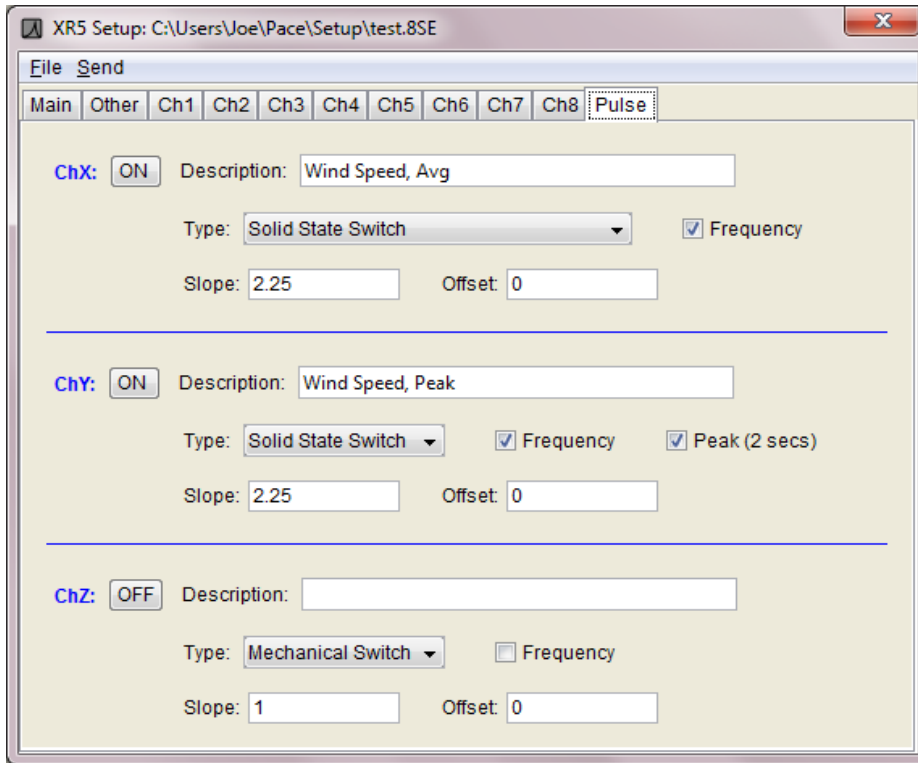 XR5 Setup: C:\Users\Joe\Pace\Setup\test.8SE
File Send
Main Other Ch1 Ch2 Ch3 Ch4 Ch5 Ch6 Ch7 Ch8 Pulse
ChX: ON Description: Wind Speed, Avg
Type: Solid State Switch Frequency
Slope: 2.25 Offset: 0
ChY: ON Description: Wind Speed, Peak
Type: Solid State Switch Frequency Peak (2 secs)
Slope: 2.25 Offset: 0
ChZ: OFF Description:
Type: Mechanical Switch Frequency
Slope: 1 Offset: 0